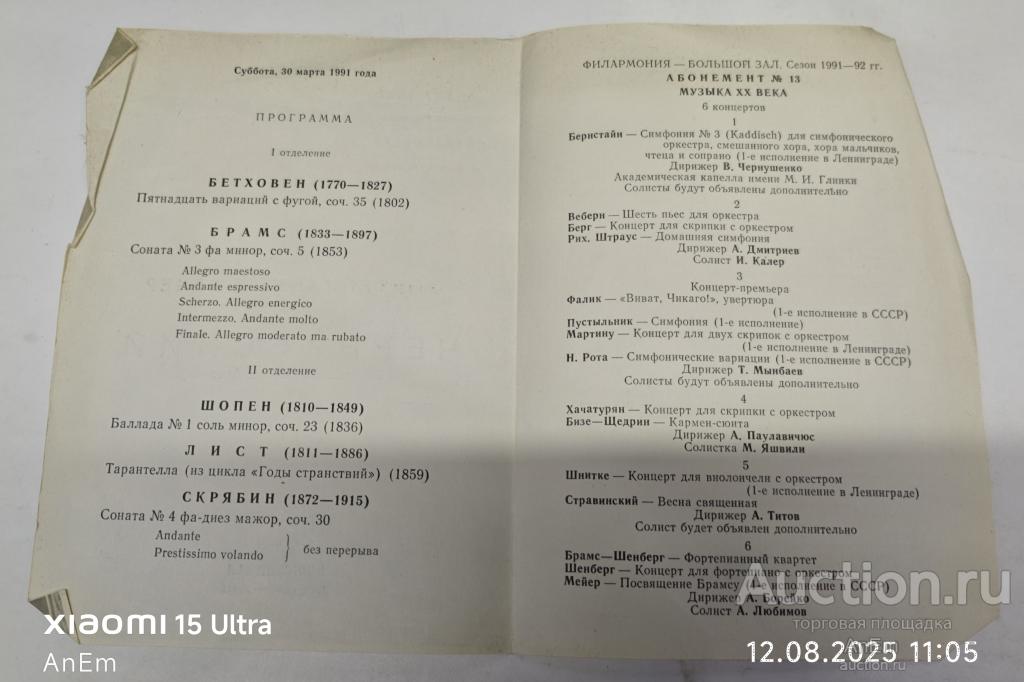 Суббота, 30 марта 1991 года
ПРОГРАММА
I отделение
БЕТХОВЕН (1770—1827)
Пятнадцать вариаций с фугой, соч. 35 (1802)
БРАМС (1833—1897)
Соната № 3 фа минор, соч. 5 (1853)
Allegro maestoso
Andante espressivo
Scherzo. Allegro energico
Intermezzo. Andante molto
Finale. Allegro moderato ma rubato
II отделение
ШОПЕН (1810—1849)
Баллада № 1 соль минор, соч. 23 (1836)
ЛИСТ (1811—1886)
Тарантелла (из цикла «Годы странствий») (1859)
СКРЯБИН (1872—1915)
Соната № 4 фа-диез мажор, соч. 30
Andante
Prestissimo volando
без перерыва
ФИЛАРМОНИЯ — БОЛЬШОЙ ЗАЛ. Сезон 1991—92 гг.
АБОНЕМЕНТ № 13
МУЗЫКА XX ВЕКА
6 концертов
1
Бернстайн — Симфония № 3 (Kaddisch) для симфонического
оркестра, смешанного хора, хора мальчиков,
чтеца и сопрано (1-е исполнение в Ленинграде)
Дирижер В. Чернушенко
Академическая капелла имени М. И. Глинки
Солисты будут объявлены дополнительно
2
Веберн — Шесть пьес для оркестра
Берг — Концерт для скрипки с оркестром
Рих. Штраус — Домашняя симфония
Дирижер А. Дмитриев
Солист И. Калер
3
Концерт-премьера
Фалик — «Виват, Чикаго!», увертюра
(1-е исполнение в СССР)
Пустыльник — Симфония (1-е исполнение)
Мартину — Концерт для двух скрипок с оркестром
(1-е исполнение в Ленинграде)
Н. Рота — Симфонические вариации (1-е исполнение в СССР)
Дирижер Т. Мынбаев
Солисты будут объявлены дополнительно
4
Хачатурян — Концерт для скрипки с оркестром
Бизе—Щедрин — Кармен-сюита
Дирижер А. Паулавичюс
Солистка М. Яшвили
5
Шнитке — Концерт для виолончели с оркестром
(1-е исполнение в Ленинграде)
Стравинский — Весна священная
Дирижер А. Титов
Солист будет объявлен дополнительно
6
Брамс—Шенберг — Фортепианный квартет
Шенберг — Концерт для фортепиано с оркестром
Мейер — Посвящение Брамсу (1-е исполнение в СССР)
Дирижер А. Борейко
Солист А. Любимов
Auction.ru
торговая площадка
AnEm
auction.ru
xiaomi 15 Ultra
AnEm
12.08.2025 11:05